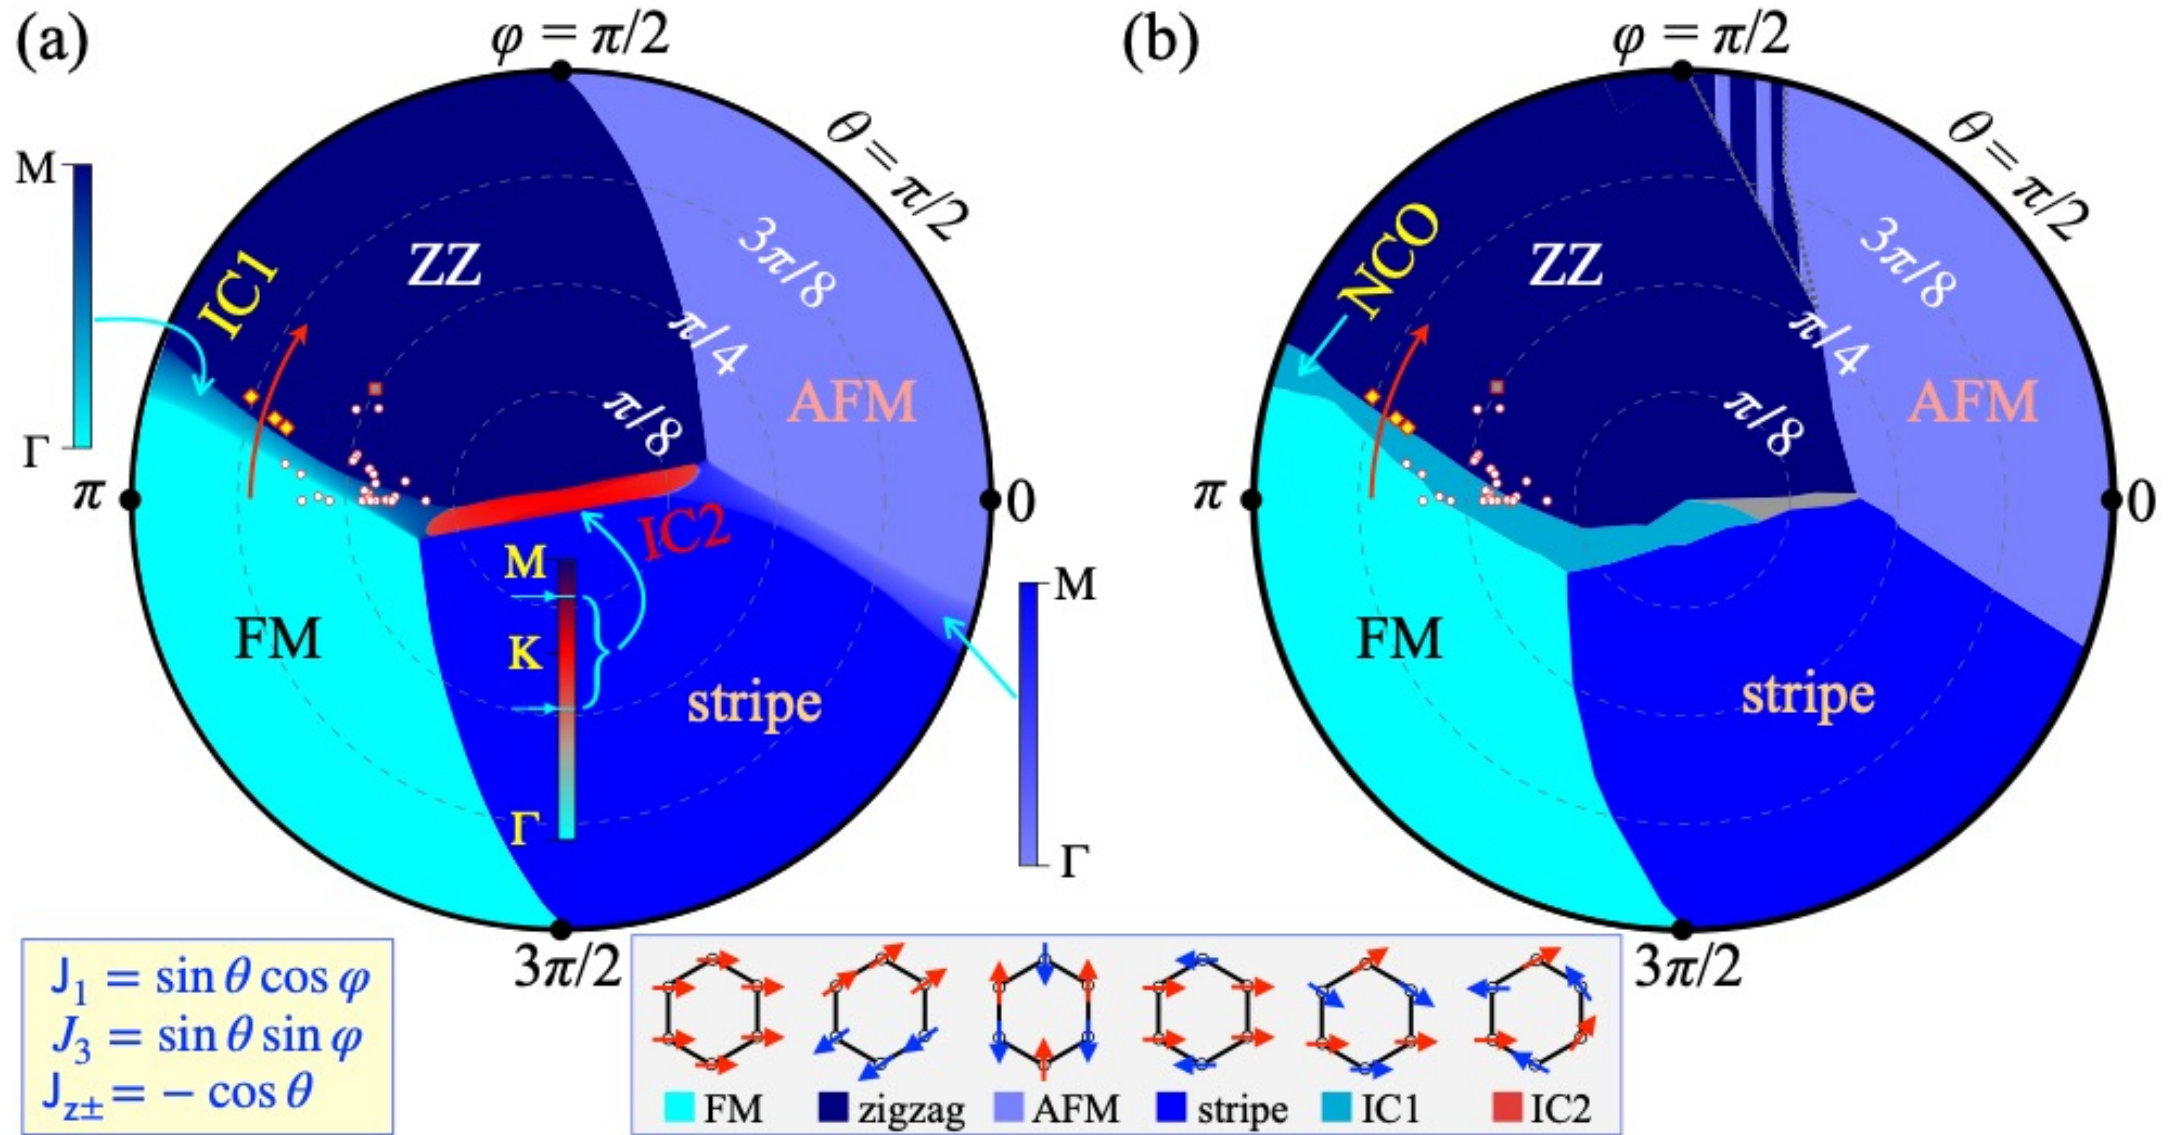 (a)
φ = π/2
θ = π/2
M
Γ
IC1
ZZ
3π/8
π/4
π/8
AFM
π
0
IC2
M
K
Γ
FM
stripe
M
Γ
3π/2
(b)
φ = π/2
θ = π/2
NCO
ZZ
3π/8
π/4
π/8
AFM
π
0
FM
stripe
3π/2
J₁ = sin θ cos φ
J₃ = sin θ sin φ
J_z± = − cos θ
FM zigzag AFM stripe IC1 IC2